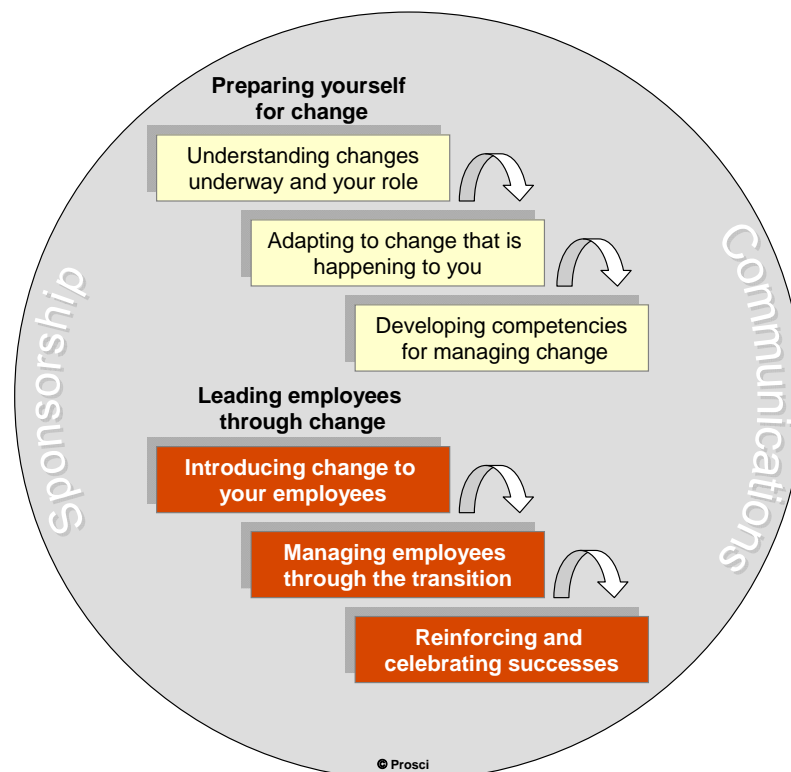 Preparing yourself
for change
Understanding changes
underway and your role
Adapting to change that is
happening to you
Developing competencies
for managing change
Sponsorship
Communications
Leading employees
through change
Introducing change to
your employees
Managing employees
through the transition
Reinforcing and
celebrating successes
© Prosci